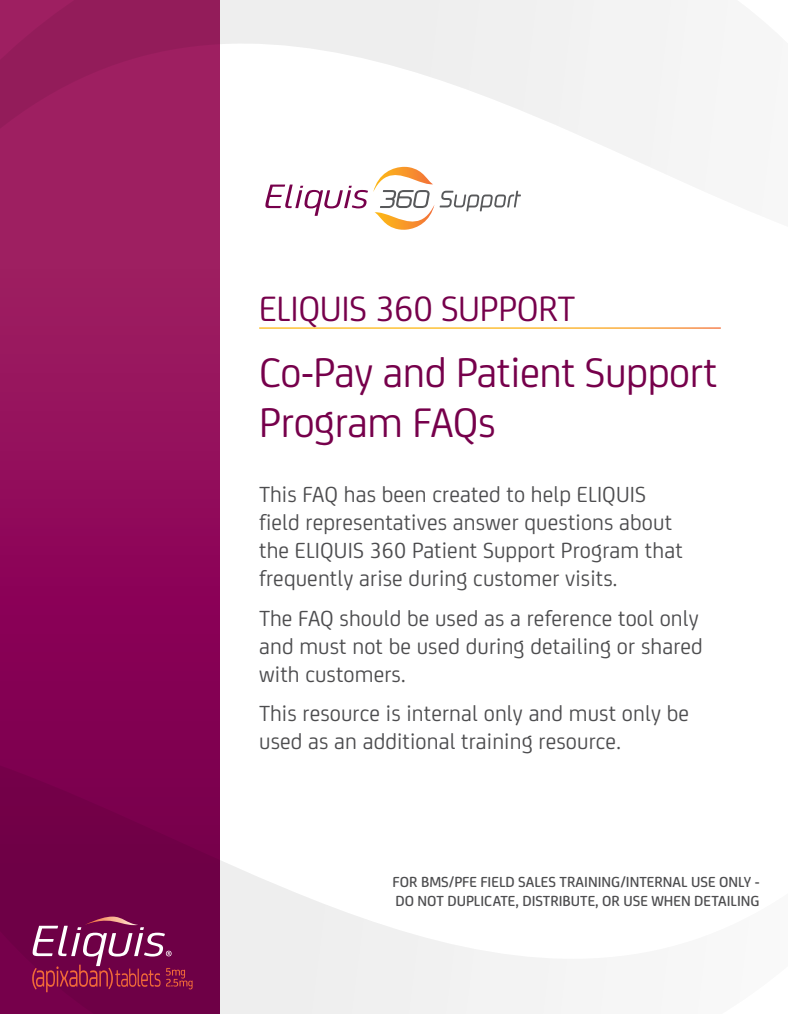 Eliquis 360 Support
ELIQUIS 360 SUPPORT
Co-Pay and Patient Support
Program FAQs
This FAQ has been created to help ELIQUIS
field representatives answer questions about
the ELIQUIS 360 Patient Support Program that
frequently arise during customer visits.
The FAQ should be used as a reference tool only
and must not be used during detailing or shared
with customers.
This resource is internal only and must only be
used as an additional training resource.
FOR BMS/PFE FIELD SALES TRAINING/INTERNAL USE ONLY -
DO NOT DUPLICATE, DISTRIBUTE, OR USE WHEN DETAILING
Eliquis®
(apixaban) tablets 5mg
2.5mg